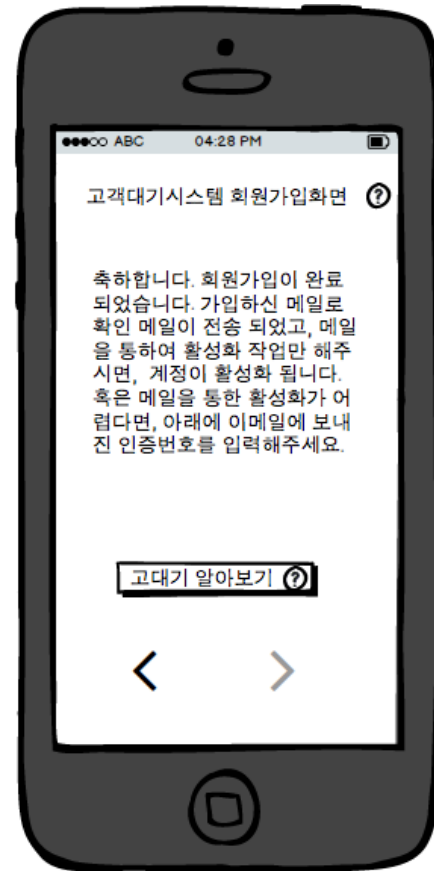 ABC 04:28 PM
고객대기시스템 회원가입화면 ?
축하합니다. 회원가입이 완료
되었습니다. 가입하신 메일로
확인 메일이 전송 되었고, 메일
을 통하여 활성화 작업만 해주
시면, 계정이 활성화 됩니다.
혹은 메일을 통한 활성화가 어
렵다면, 아래에 이메일에 보내
진 인증번호를 입력해주세요.
고대기 알아보기 ?